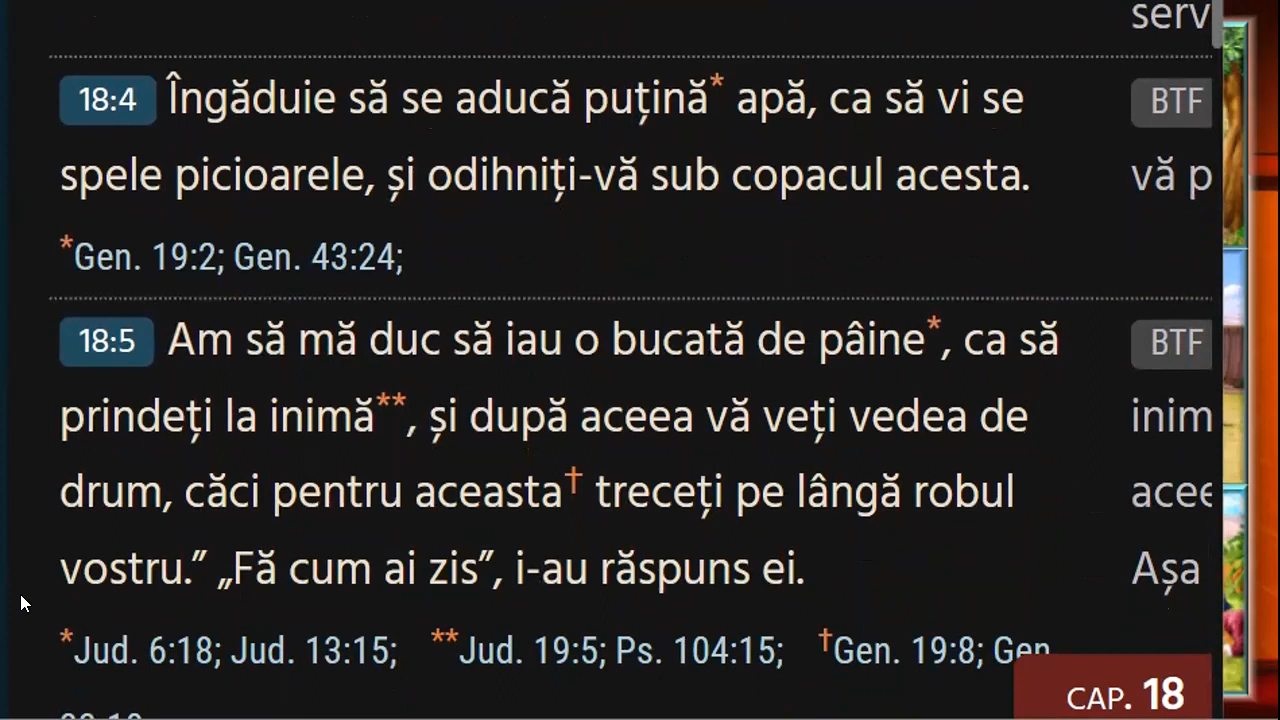 serv
18:4 Îngăduie să se aducă puțină* apă, ca să vi se
BTF
spele picioarele, și odihniți-vă sub copacul acesta.
vă p
*Gen. 19:2; Gen. 43:24;
18:5 Am să mă duc să iau o bucată de pâine*, ca să
BTF
prindeți la inimă**, și după aceea vă veți vedea de
inim
drum, căci pentru aceasta† treceți pe lângă robul
acee
vostru.” „Fă cum ai zis”, i-au răspuns ei.
Așa
*Jud. 6:18; Jud. 13:15; **Jud. 19:5; Ps. 104:15; †Gen. 19:8; Gen
CAP. 18